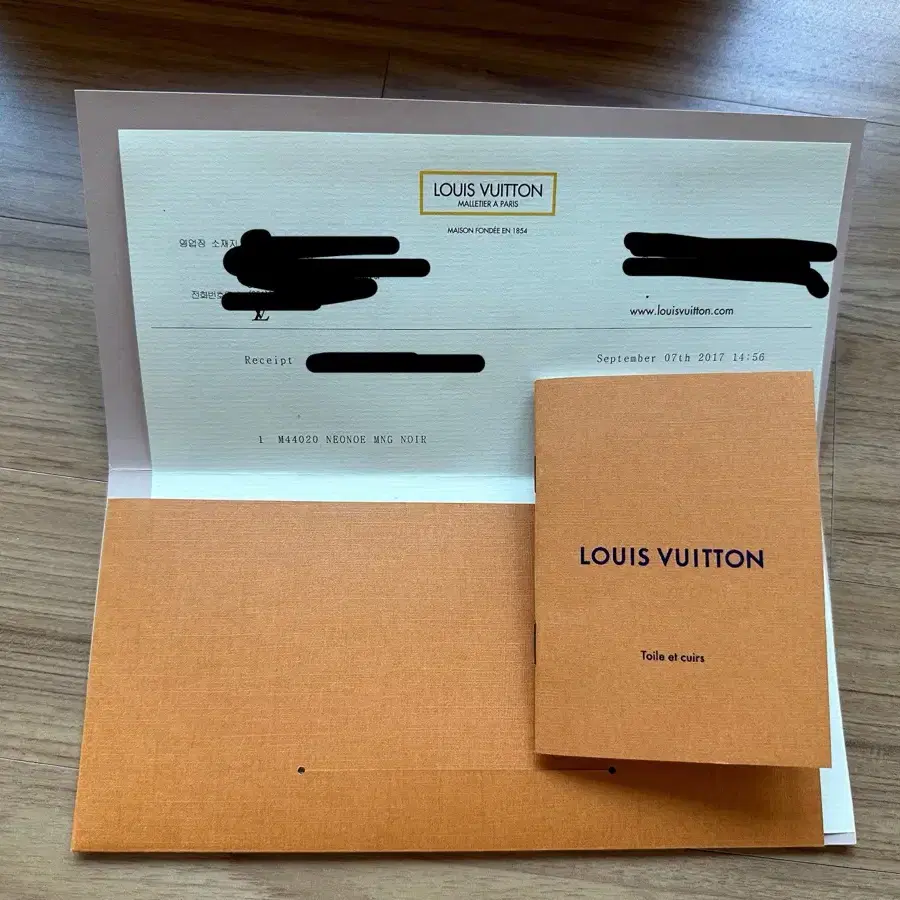 LOUIS VUITTON
MALLETIER A PARIS
MAISON FONDÉE EN 1854
영업장 소재지
전화번호
LV
www.louisvuitton.com
Receipt
September 07th 2017 14:56
1 M44020 NEONOE MNG NOIR
LOUIS VUITTON
Toile et cuirs